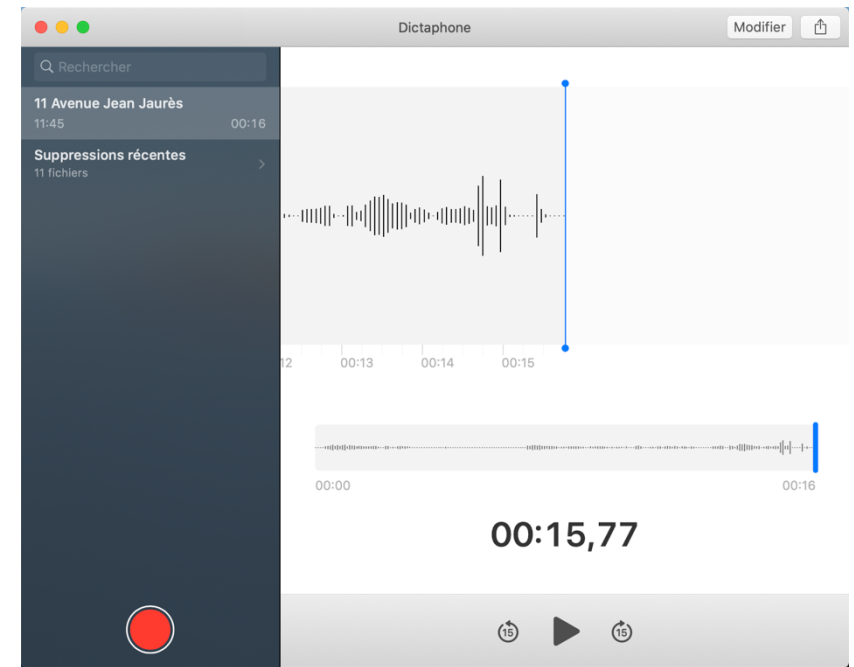 Dictaphone
Modifier
Rechercher
11 Avenue Jean Jaurès
11:45 00:16
Suppressions récentes
11 fichiers
12 00:13 00:14 00:15
00:00 00:16
00:15,77
15 15